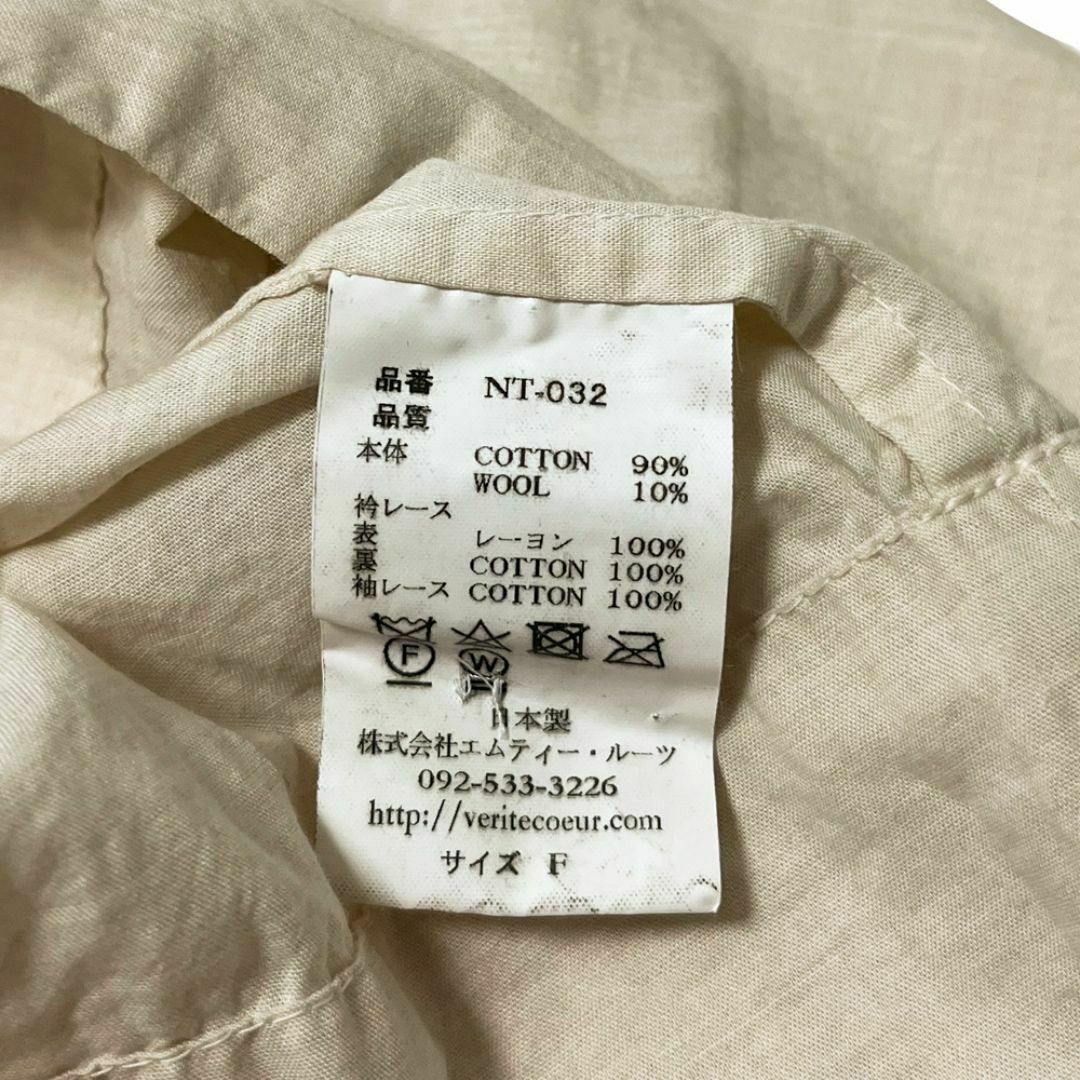 品番 NT-032
品質
本体 COTTON 90%
WOOL 10%
衿レース
表 レーヨン 100%
裏 COTTON 100%
袖レース COTTON 100%
F W
日本製
株式会社エムティー・ルーツ
092-533-3226
http://veritecoeur.com
サイズ F